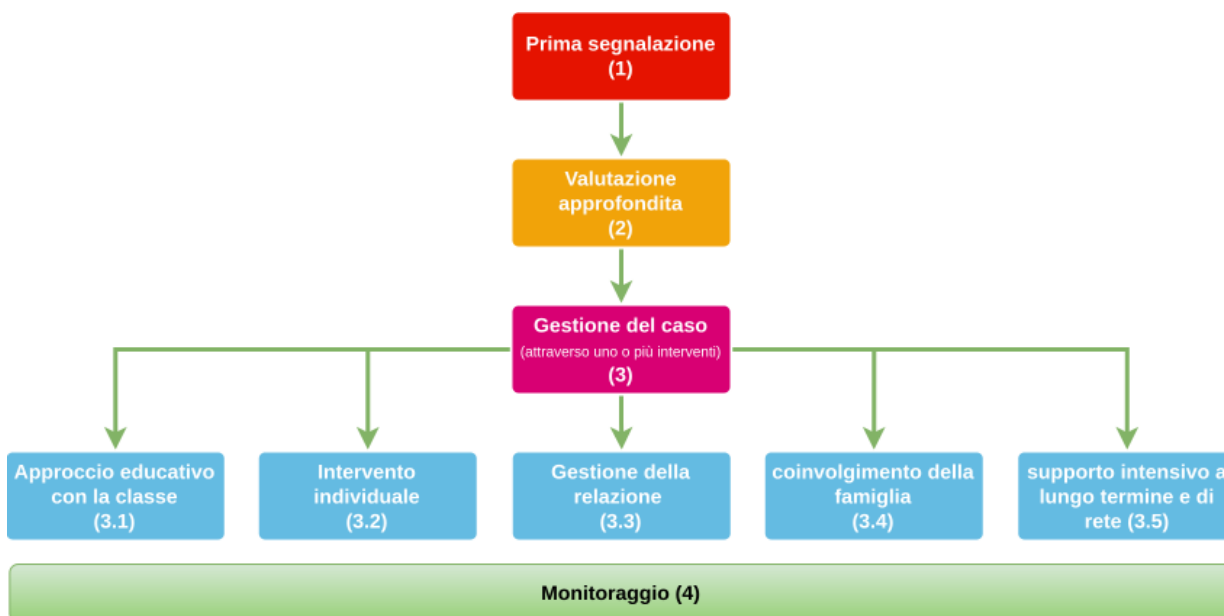 Prima segnalazione
(1)
Valutazione
approfondita
(2)
Gestione del caso
(attraverso uno o più interventi)
(3)
Approccio educativo
con la classe
(3.1)
Intervento
individuale
(3.2)
Gestione della
relazione
(3.3)
coinvolgimento della
famiglia
(3.4)
supporto intensivo a
lungo termine e di
rete (3.5)
Monitoraggio (4)